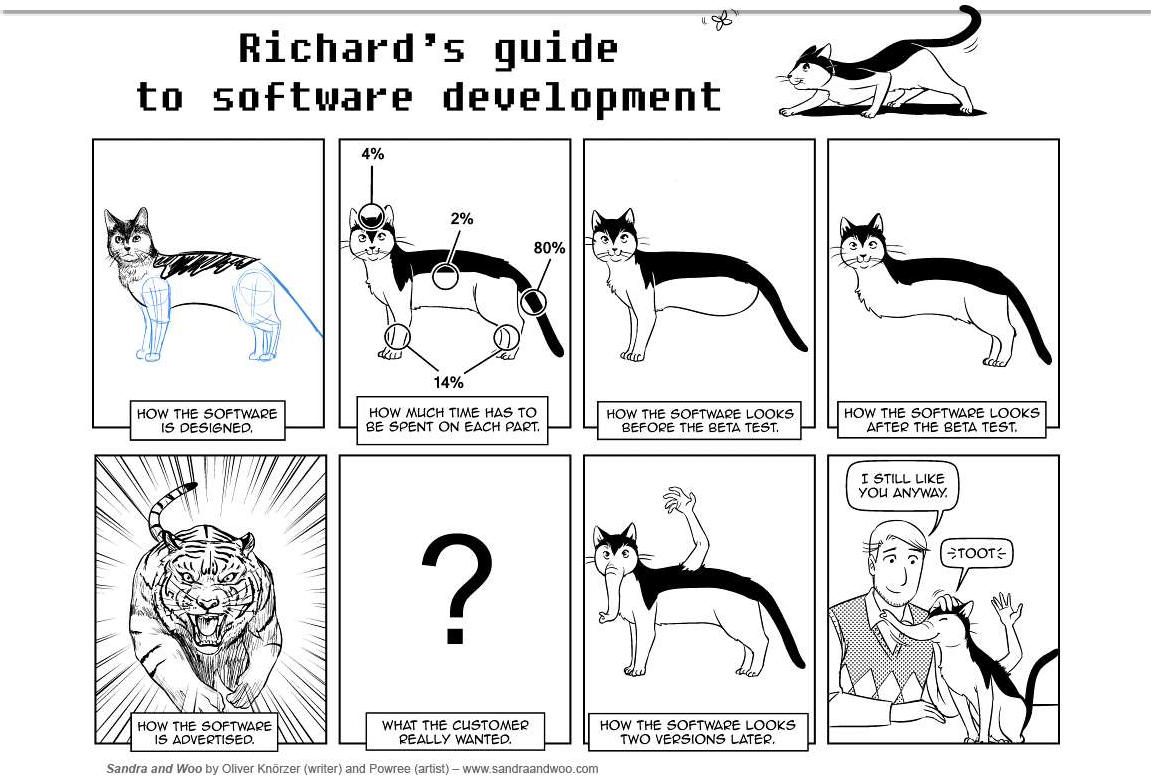 Richard's guide
to software development
HOW THE SOFTWARE
IS DESIGNED.
4%
2%
80%
14%
HOW MUCH TIME HAS TO
BE SPENT ON EACH PART.
HOW THE SOFTWARE LOOKS
BEFORE THE BETA TEST.
HOW THE SOFTWARE LOOKS
AFTER THE BETA TEST.
HOW THE SOFTWARE
IS ADVERTISED.
?
WHAT THE CUSTOMER
REALLY WANTED.
HOW THE SOFTWARE LOOKS
TWO VERSIONS LATER.
I STILL LIKE
YOU ANYWAY.
TOOT
Sandra and Woo by Oliver Knörzer (writer) and Powree (artist) – www.sandraandwoo.com